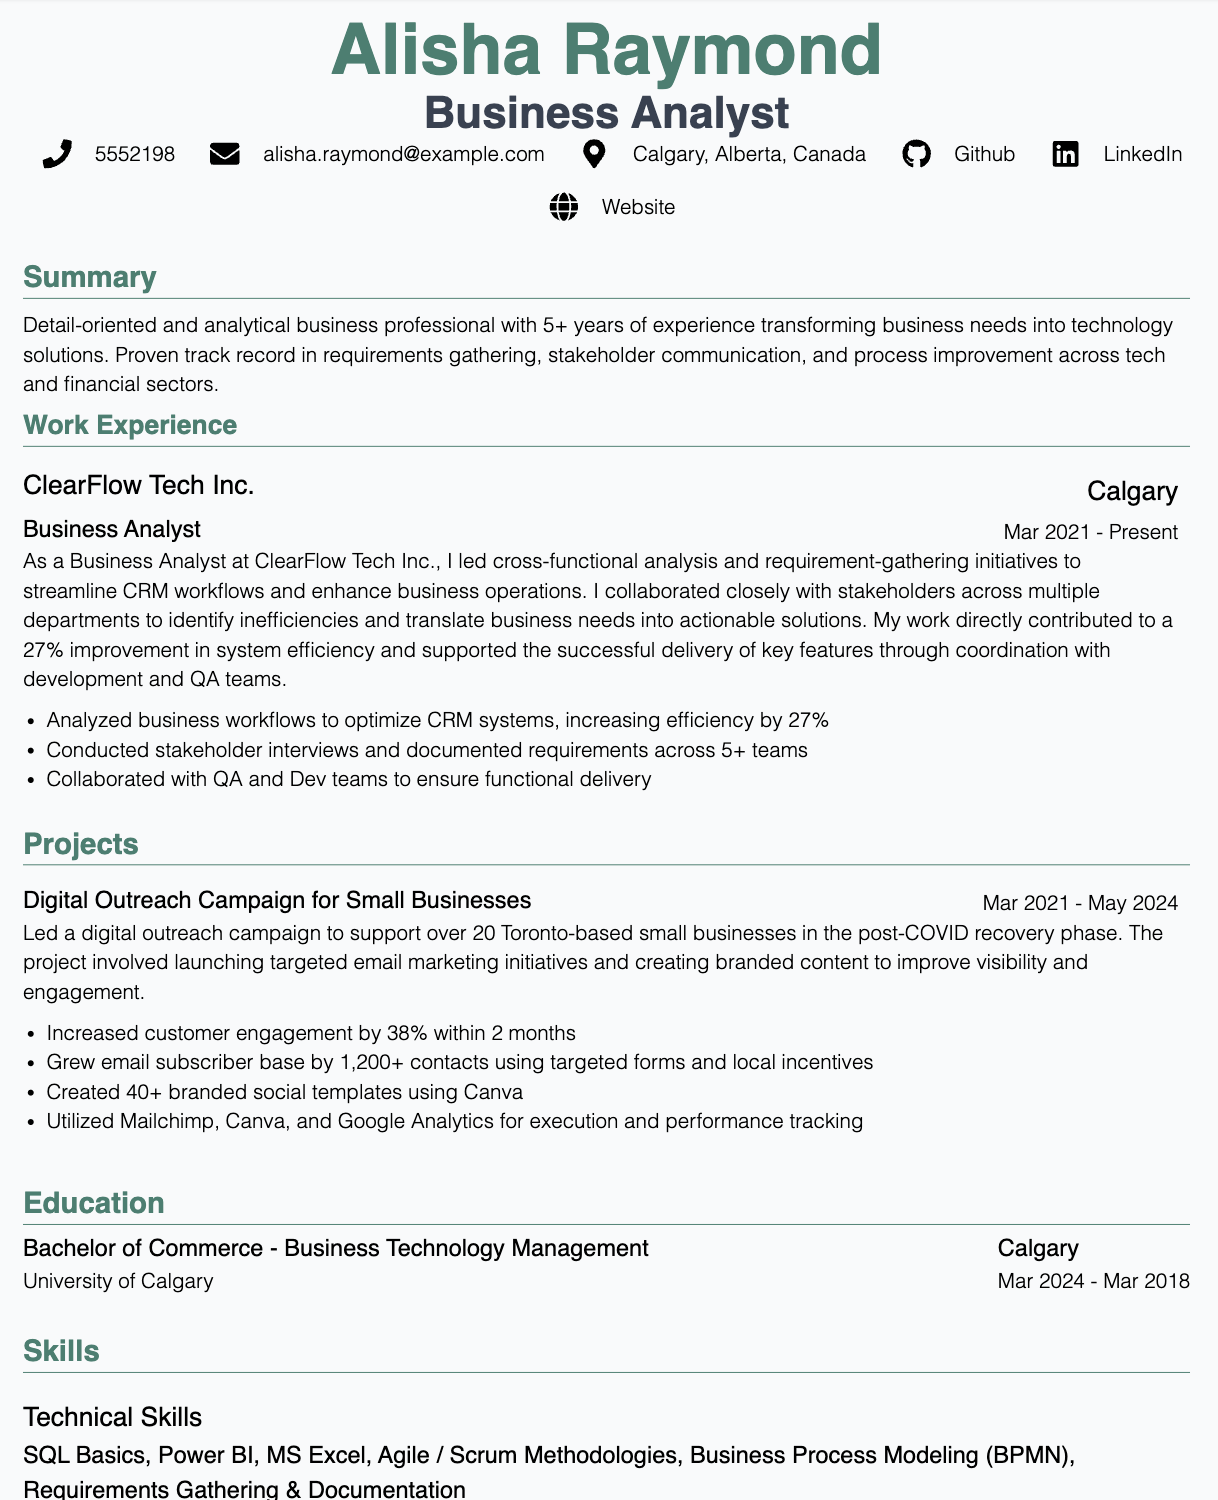 Alisha Raymond
Business Analyst
5552198 alisha.raymond@example.com Calgary, Alberta, Canada Github LinkedIn
Website
Summary
Detail-oriented and analytical business professional with 5+ years of experience transforming business needs into technology
solutions. Proven track record in requirements gathering, stakeholder communication, and process improvement across tech
and financial sectors.
Work Experience
ClearFlow Tech Inc. Calgary
Business Analyst Mar 2021 - Present
As a Business Analyst at ClearFlow Tech Inc., I led cross-functional analysis and requirement-gathering initiatives to
streamline CRM workflows and enhance business operations. I collaborated closely with stakeholders across multiple
departments to identify inefficiencies and translate business needs into actionable solutions. My work directly contributed to a
27% improvement in system efficiency and supported the successful delivery of key features through coordination with
development and QA teams.
• Analyzed business workflows to optimize CRM systems, increasing efficiency by 27%
• Conducted stakeholder interviews and documented requirements across 5+ teams
• Collaborated with QA and Dev teams to ensure functional delivery
Projects
Digital Outreach Campaign for Small Businesses Mar 2021 - May 2024
Led a digital outreach campaign to support over 20 Toronto-based small businesses in the post-COVID recovery phase. The
project involved launching targeted email marketing initiatives and creating branded content to improve visibility and
engagement.
• Increased customer engagement by 38% within 2 months
• Grew email subscriber base by 1,200+ contacts using targeted forms and local incentives
• Created 40+ branded social templates using Canva
• Utilized Mailchimp, Canva, and Google Analytics for execution and performance tracking
Education
Bachelor of Commerce - Business Technology Management Calgary
University of Calgary Mar 2024 - Mar 2018
Skills
Technical Skills
SQL Basics, Power BI, MS Excel, Agile / Scrum Methodologies, Business Process Modeling (BPMN),
Requirements Gathering & Documentation